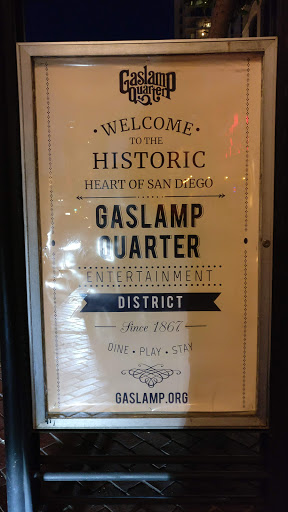 Gaslamp
Quarter
• WELCOME •
TO THE
HISTORIC
HEART OF SAN DIEGO
GASLAMP
QUARTER
ENTERTAINMENT
DISTRICT
Since 1867
DINE • PLAY • STAY
GASLAMP.ORG